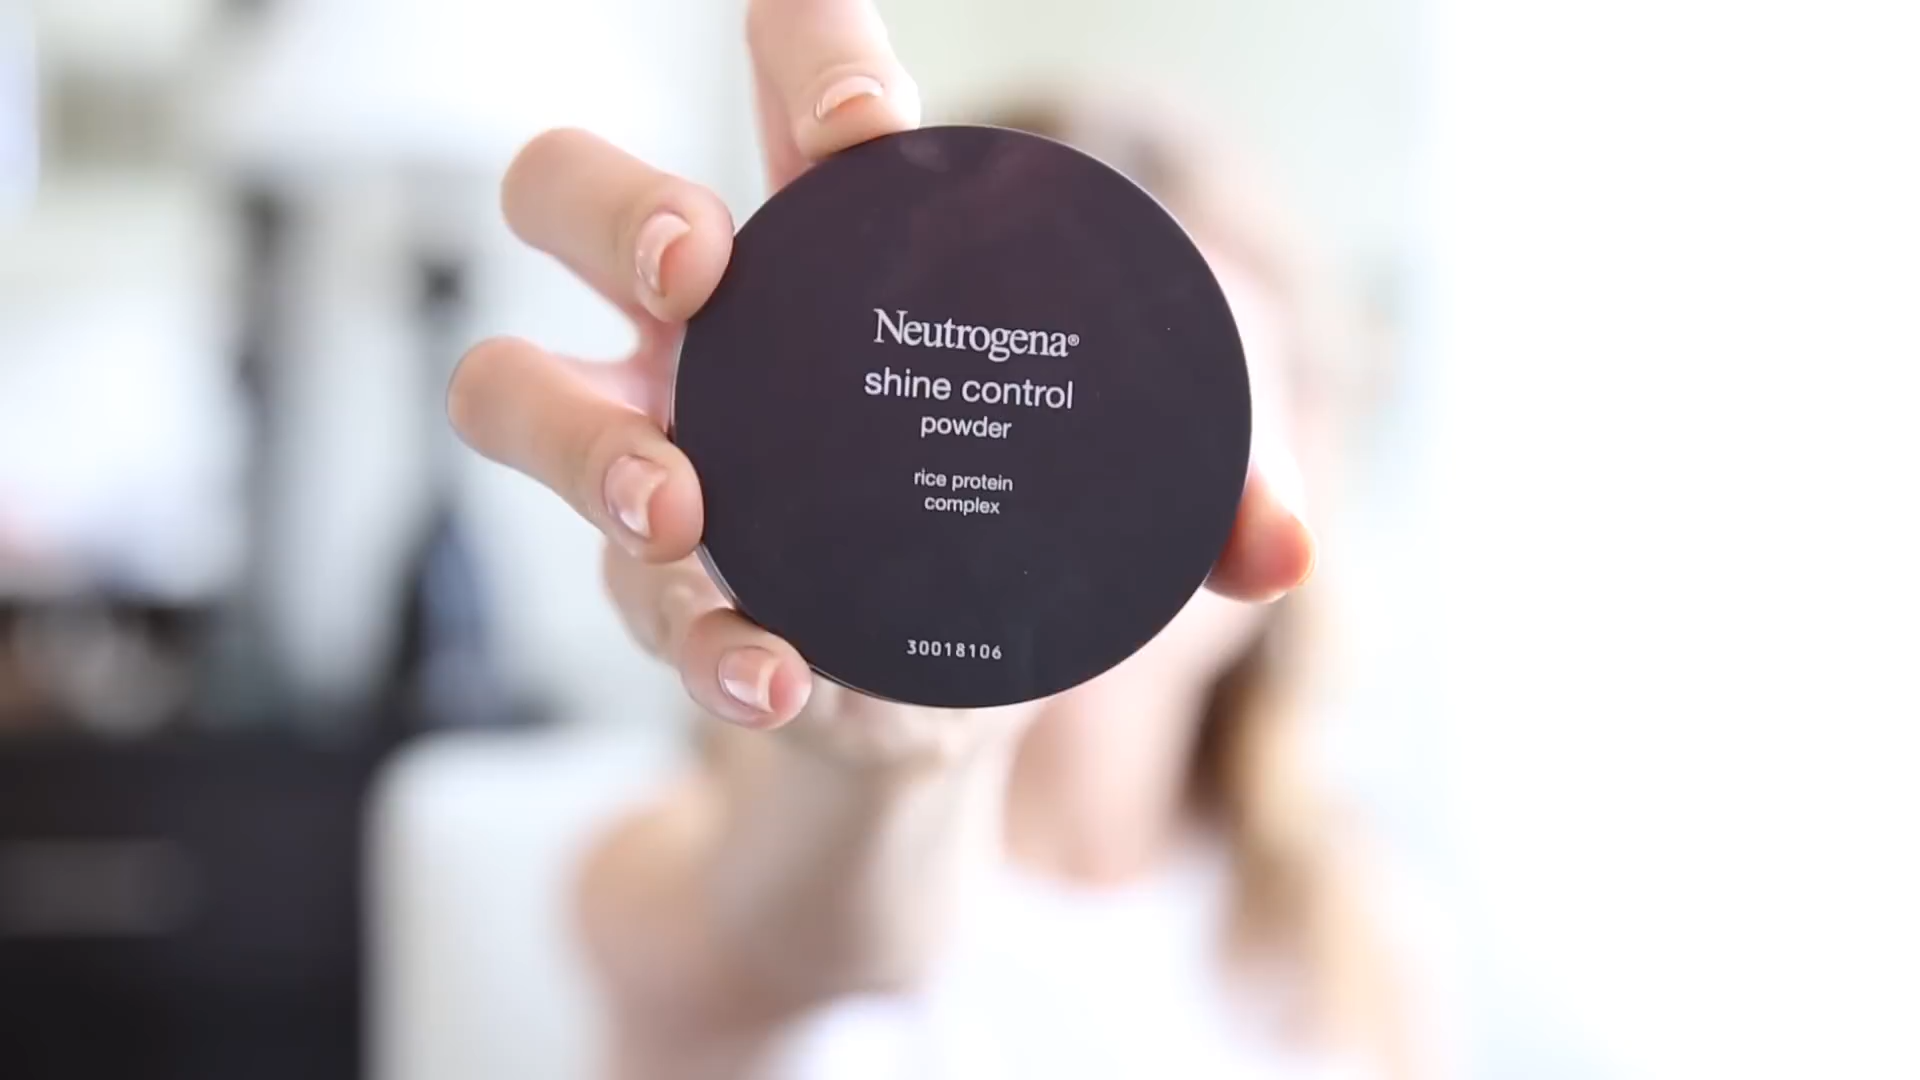 Neutrogena®
shine control
powder
rice protein
complex
30018106